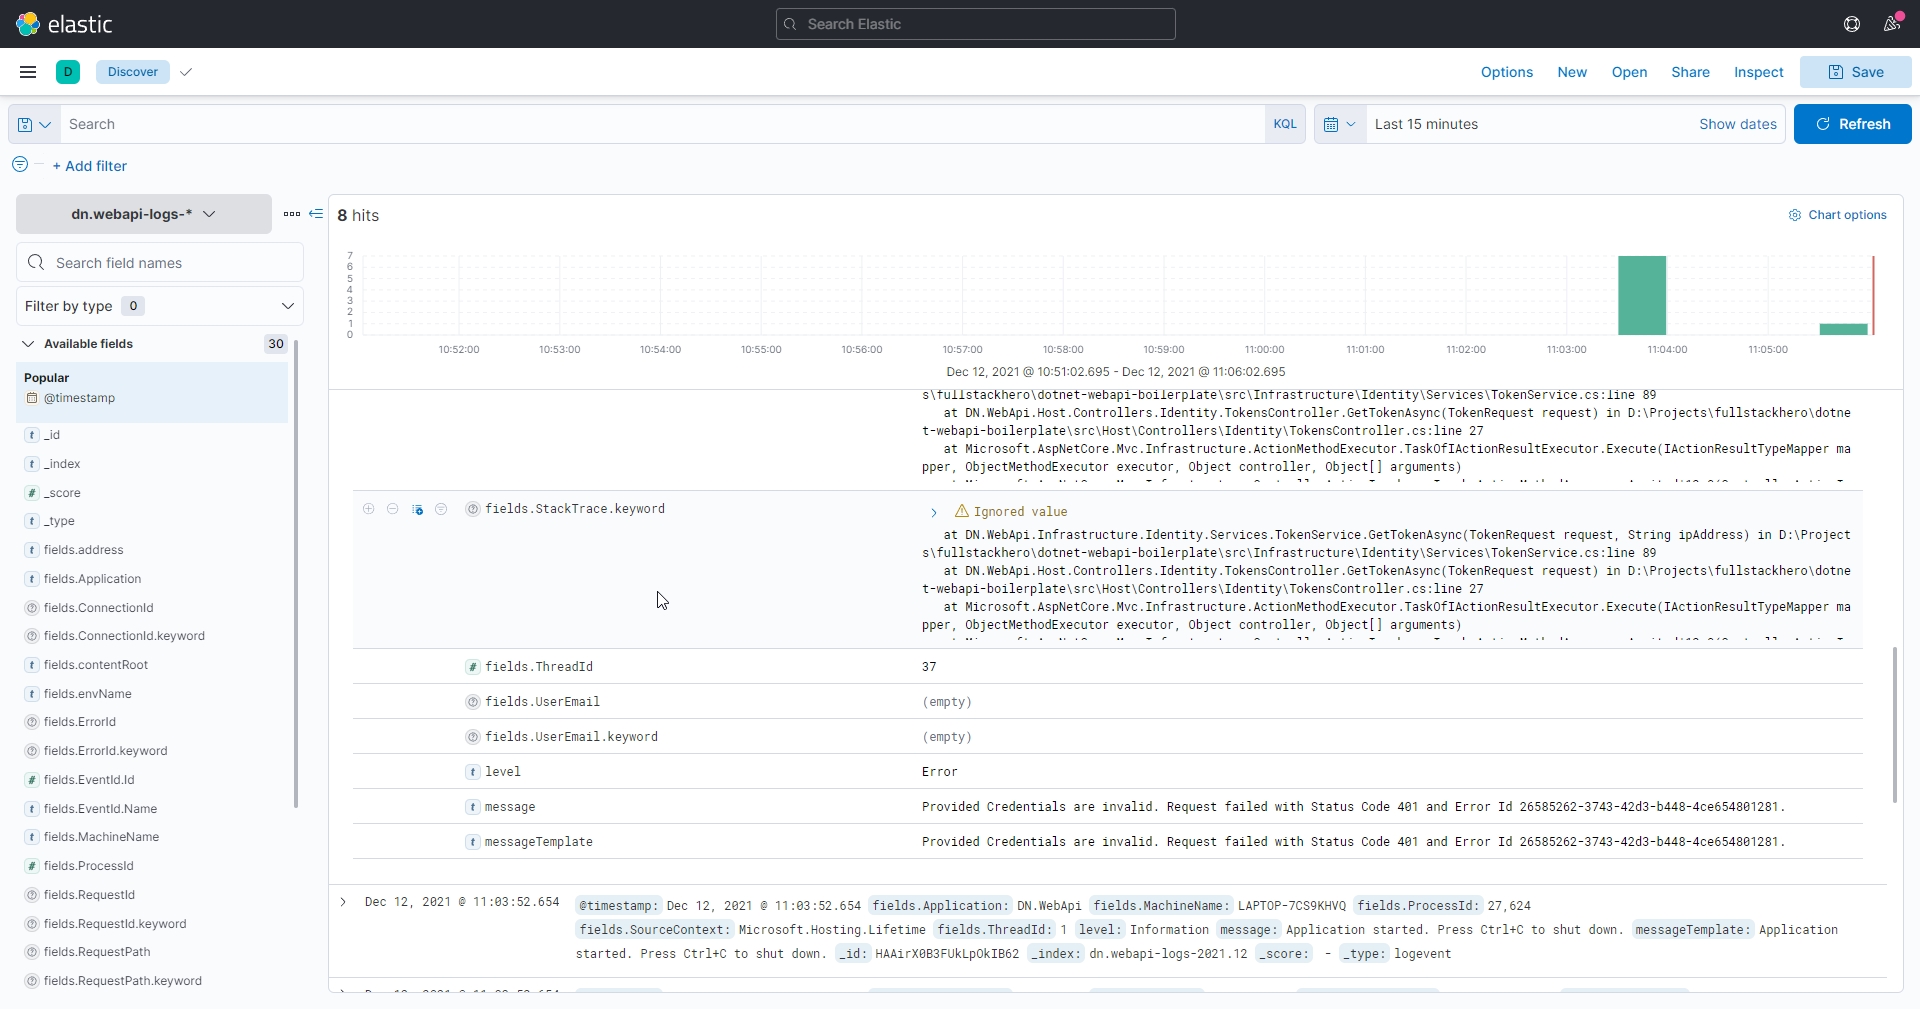 elastic
Search Elastic
D
Discover
Options
New
Open
Share
Inspect
Save
Search
KQL
Last 15 minutes
Show dates
Refresh
+ Add filter
dn.webapi-logs-*
Search field names
Filter by type 0
Available fields 30
Popular
@timestamp
t _id
t _index
# _score
t _type
t fields.address
t fields.Application
fields.ConnectionId
fields.ConnectionId.keyword
t fields.contentRoot
t fields.envName
fields.ErrorId
fields.ErrorId.keyword
# fields.EventId.Id
t fields.EventId.Name
t fields.MachineName
# fields.ProcessId
fields.RequestId
fields.RequestId.keyword
fields.RequestPath
fields.RequestPath.keyword
8 hits
Chart options
7
6
5
4
3
2
1
0
10:52:00 10:53:00 10:54:00 10:55:00 10:56:00 10:57:00 10:58:00 10:59:00 11:00:00 11:01:00 11:02:00 11:03:00 11:04:00 11:05:00
Dec 12, 2021 @ 10:51:02.695 - Dec 12, 2021 @ 11:06:02.695
s\fullstackhero\dotnet-webapi-boilerplate\src\Infrastructure\Identity\Services\TokenService.cs:line 89
at DN.WebApi.Host.Controllers.Identity.TokensController.GetTokenAsync(TokenRequest request) in D:\Projects\fullstackhero\dotne
t-webapi-boilerplate\src\Host\Controllers\Identity\TokensController.cs:line 27
at Microsoft.AspNetCore.Mvc.Infrastructure.ActionMethodExecutor.TaskOfIActionResultExecutor.Execute(IActionResultTypeMapper ma
pper, ObjectMethodExecutor executor, Object controller, Object[] arguments)
fields.StackTrace.keyword
Ignored value
at DN.WebApi.Infrastructure.Identity.Services.TokenService.GetTokenAsync(TokenRequest request, String ipAddress) in D:\Project
s\fullstackhero\dotnet-webapi-boilerplate\src\Infrastructure\Identity\Services\TokenService.cs:line 89
at DN.WebApi.Host.Controllers.Identity.TokensController.GetTokenAsync(TokenRequest request) in D:\Projects\fullstackhero\dotne
t-webapi-boilerplate\src\Host\Controllers\Identity\TokensController.cs:line 27
at Microsoft.AspNetCore.Mvc.Infrastructure.ActionMethodExecutor.TaskOfIActionResultExecutor.Execute(IActionResultTypeMapper ma
pper, ObjectMethodExecutor executor, Object controller, Object[] arguments)
# fields.ThreadId 37
fields.UserEmail (empty)
fields.UserEmail.keyword (empty)
t level Error
t message Provided Credentials are invalid. Request failed with Status Code 401 and Error Id 26585262-3743-42d3-b448-4ce654801281.
t messageTemplate Provided Credentials are invalid. Request failed with Status Code 401 and Error Id 26585262-3743-42d3-b448-4ce654801281.
Dec 12, 2021 @ 11:03:52.654 @timestamp: Dec 12, 2021 @ 11:03:52.654 fields.Application: DN.WebApi fields.MachineName: LAPTOP-7CS9KHVQ fields.ProcessId: 27,624
fields.SourceContext: Microsoft.Hosting.Lifetime fields.ThreadId: 1 level: Information message: Application started. Press Ctrl+C to shut down. messageTemplate: Application
started. Press Ctrl+C to shut down. _id: HAAirX0B3FUkLpOkIB62 _index: dn.webapi-logs-2021.12 _score: - _type: logevent